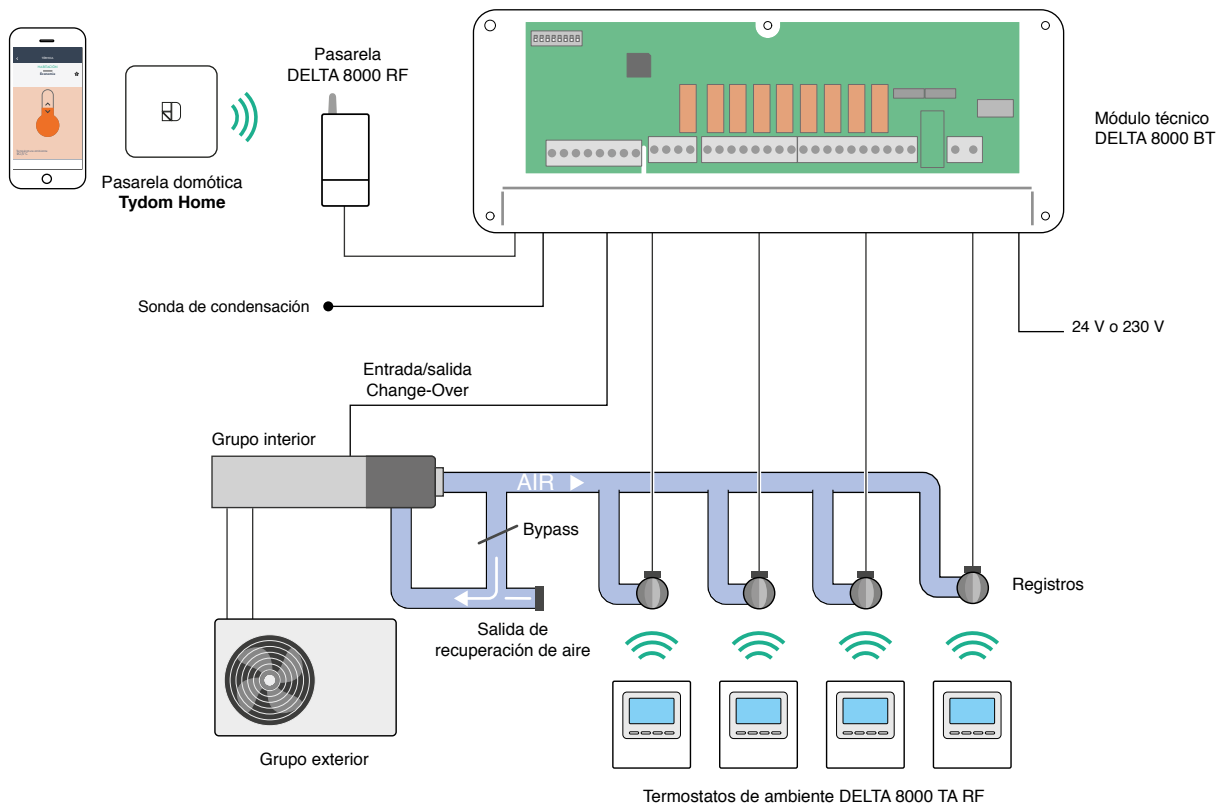 Pasarela
DELTA 8000 RF
Módulo técnico
DELTA 8000 BT
Pasarela domótica
Tydom Home
Sonda de condensación
24 V o 230 V
Entrada/salida
Change-Over
Grupo interior
AIR
Bypass
Registros
Salida de
recuperación de aire
Grupo exterior
Termostatos de ambiente DELTA 8000 TA RF